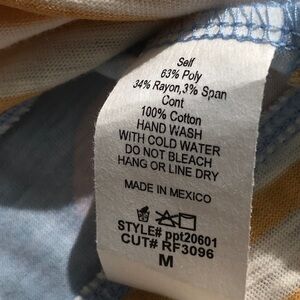 Self
63% Poly
34% Rayon,3% Span
Cont
100% Cotton
HAND WASH
WITH COLD WATER
DO NOT BLEACH
HANG OR LINE DRY
MADE IN MEXICO
STYLE# ppt20601
CUT# RF3096
M